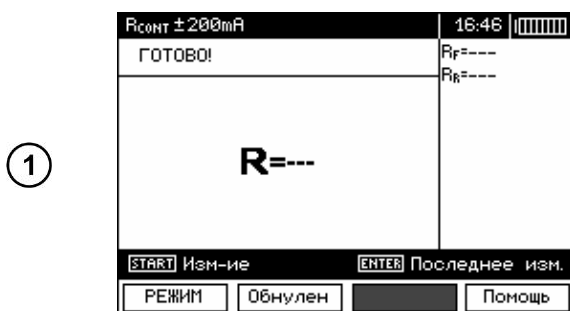 RCONT ±200mA 16:46
ГОТОВО!
RF=---
RR=---
1
R=---
START Изм-ие ENTER Последнее изм.
РЕЖИМ Обнулен Помощь